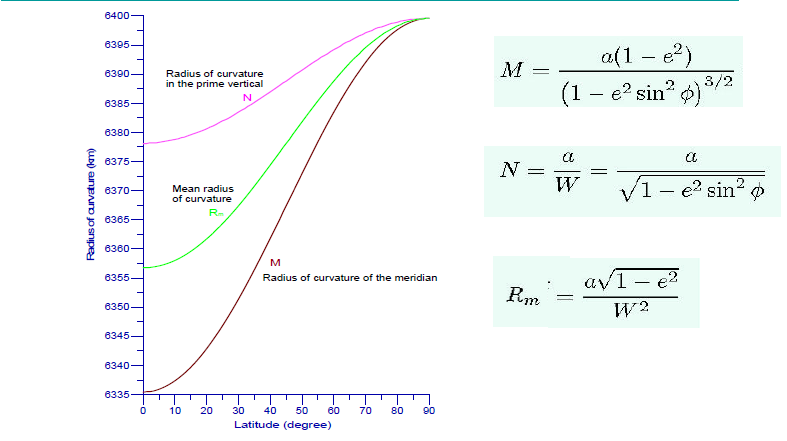 6400
6395
6390
6385
6380
6375
6370
6365
6360
6355
6350
6345
6340
6335
Radius of curvature (km)
Radius of curvature
in the prime vertical
N
Mean radius
of curvature
Rₘ
M
Radius of curvature of the meridian
0 10 20 30 40 50 60 70 80 90
Latitude (degree)
M = a(1 − e²) / (1 − e² sin² ϕ)^3/2
N = a / W = a / √(1 − e² sin² ϕ)
Rₘ = a√(1 − e²) / W²